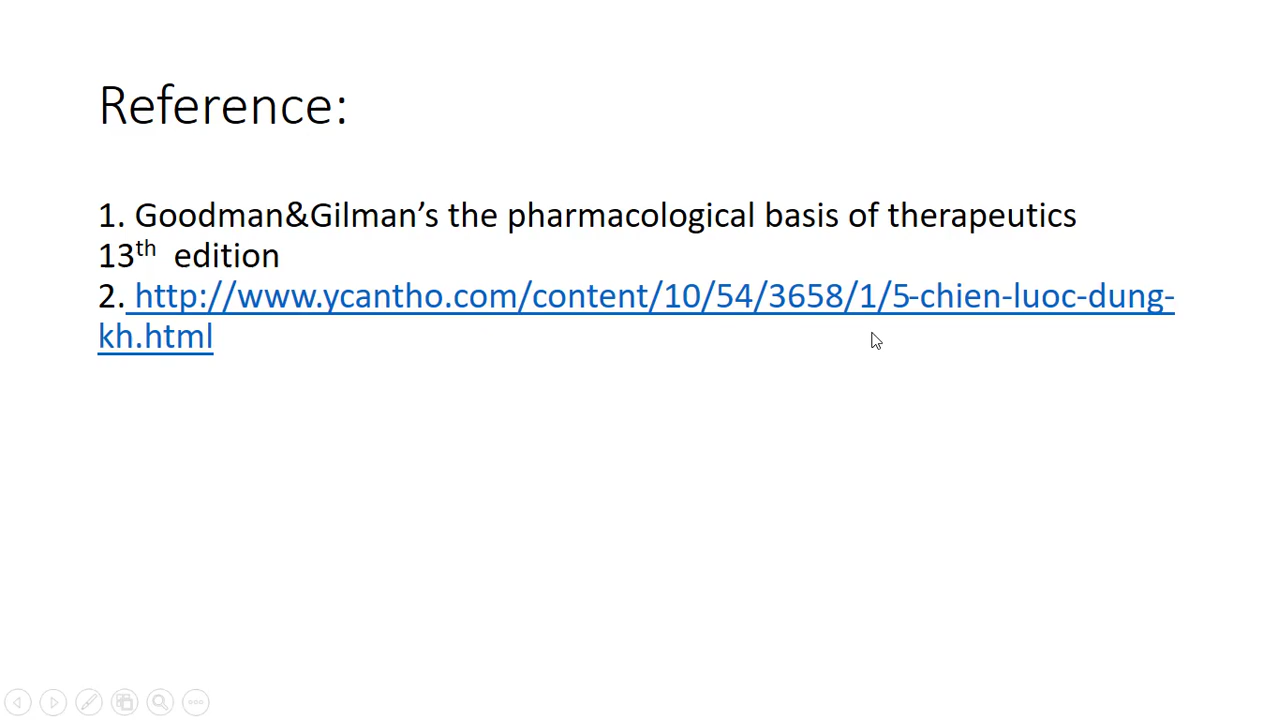 Reference:
1. Goodman&Gilman’s the pharmacological basis of therapeutics
13th edition
2. http://www.ycantho.com/content/10/54/3658/1/5-chien-luoc-dung-
kh.html